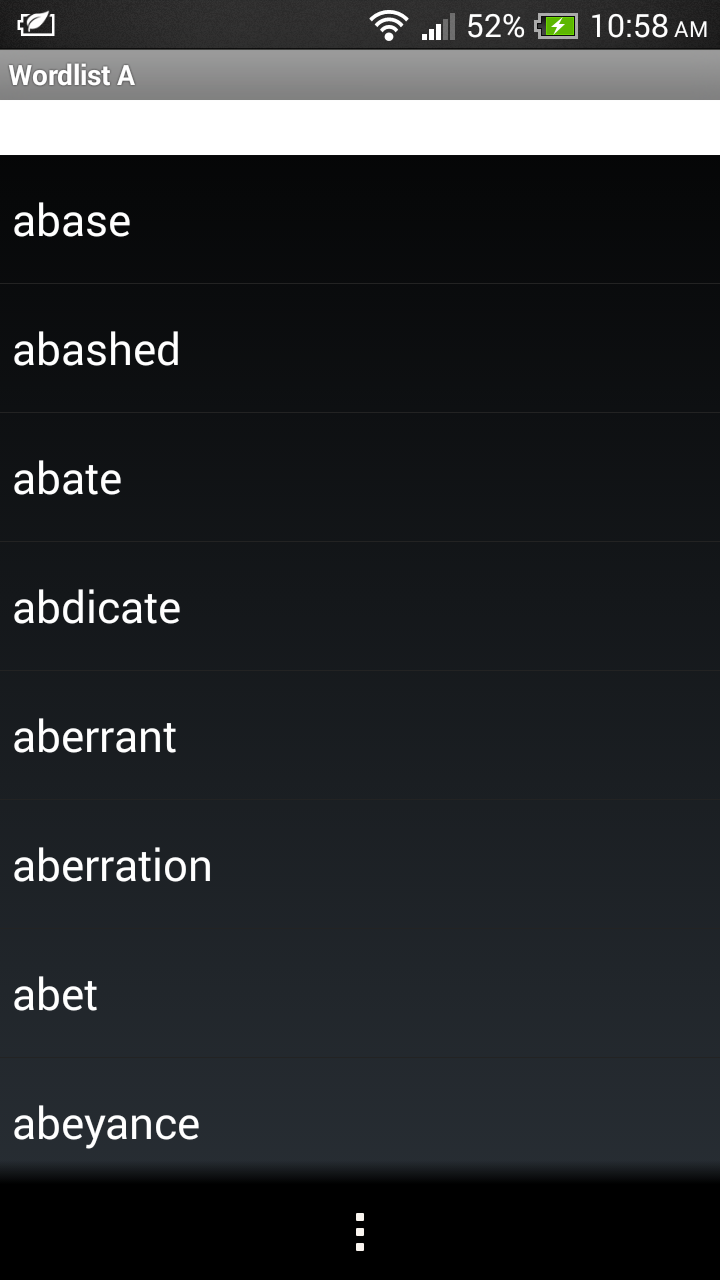 52% 10:58 AM
Wordlist A
abase
abashed
abate
abdicate
aberrant
aberration
abet
abeyance